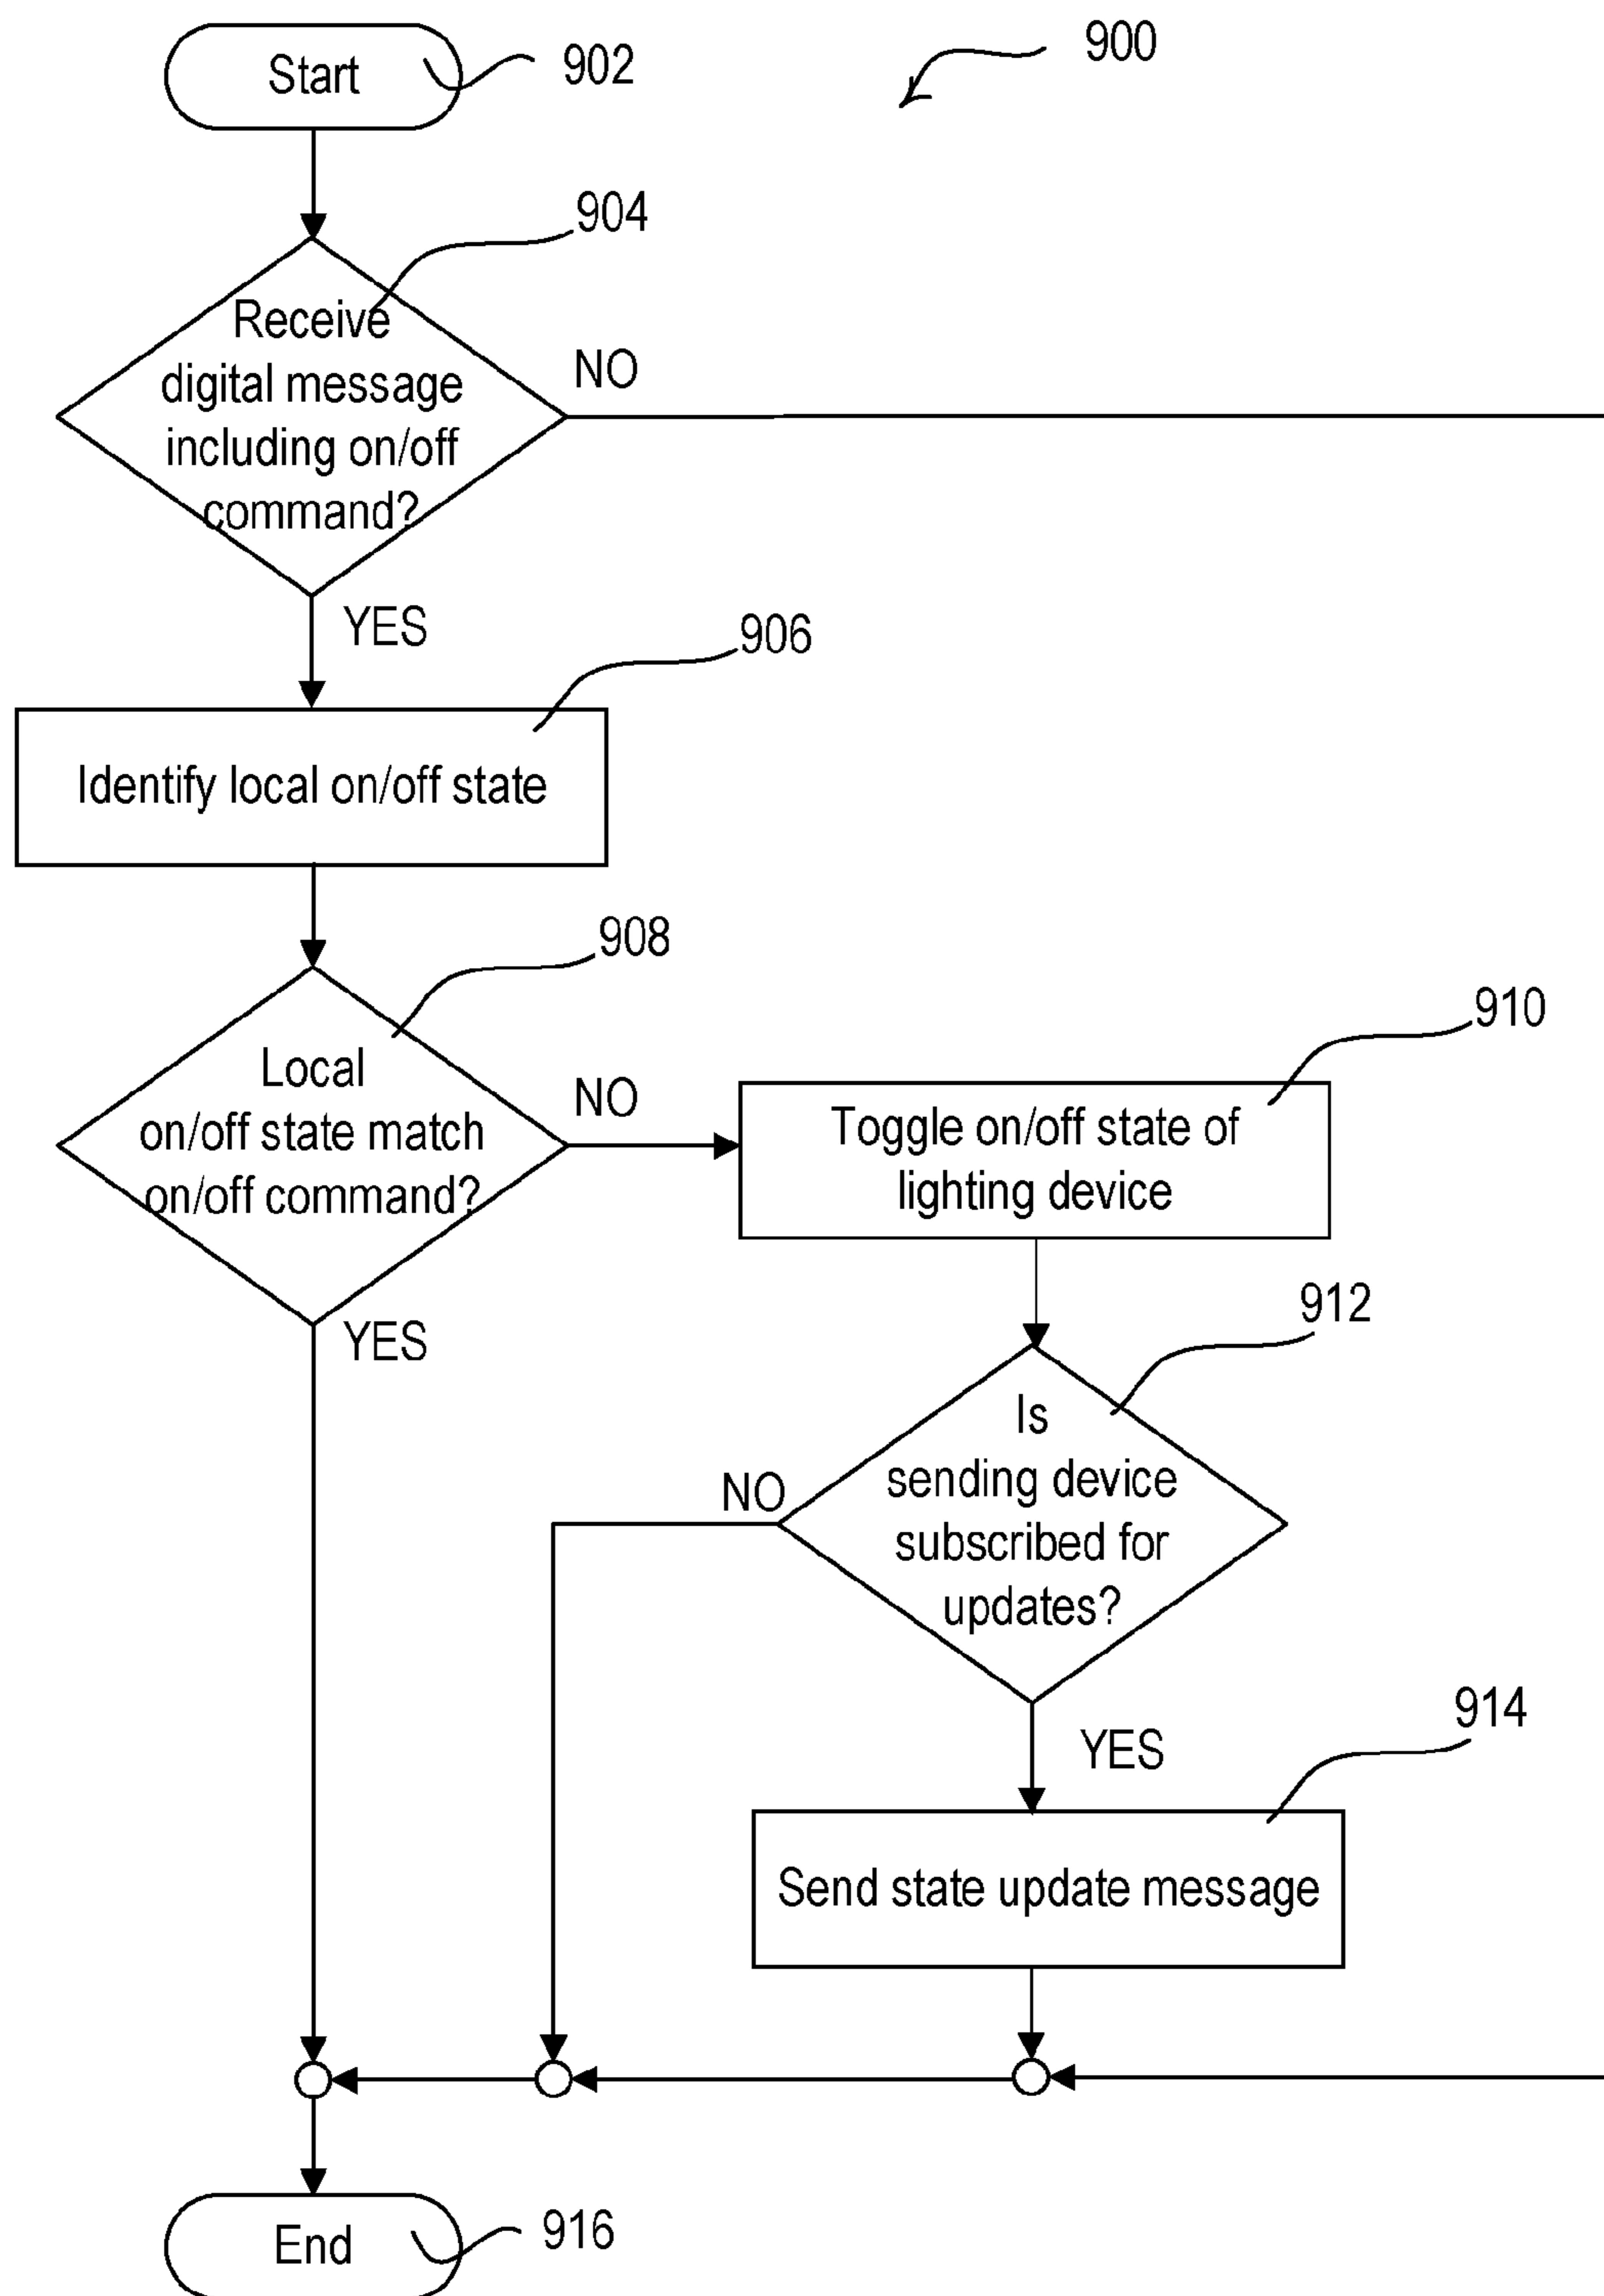 Start
902
900
904
Receive
digital message
including on/off
command?
NO
YES
906
Identify local on/off state
908
Local
on/off state match
on/off command?
NO
YES
910
Toggle on/off state of
lighting device
912
Is
sending device
subscribed for
updates?
NO
YES
914
Send state update message
End
916